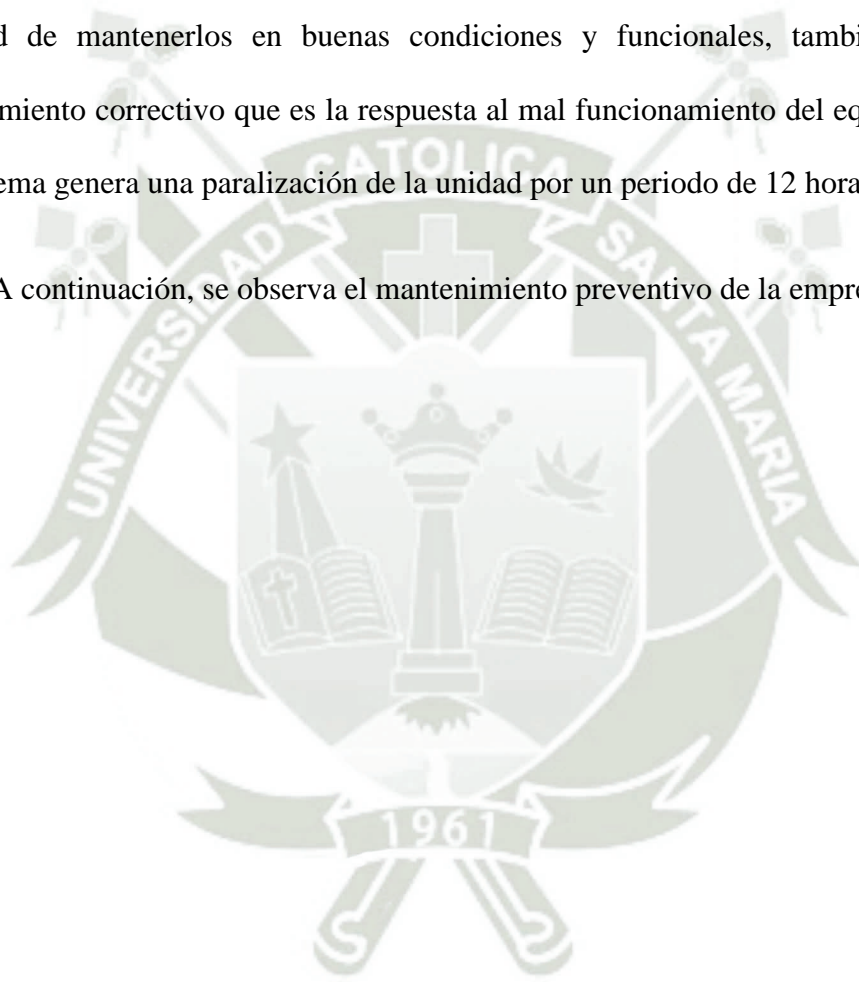 d de mantenerlos en buenas condiciones y funcionales, tambi
miento correctivo que es la respuesta al mal funcionamiento del eq
ema genera una paralización de la unidad por un periodo de 12 hora
A continuación, se observa el mantenimiento preventivo de la empr
UNIVERSIDAD CATOLICA SANTA MARIA
1961